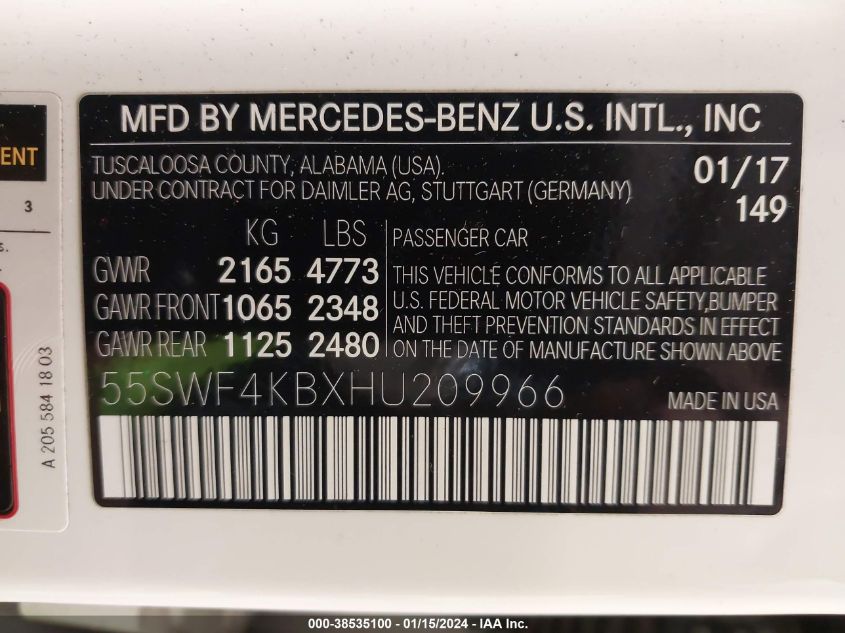 MFD BY MERCEDES-BENZ U.S. INTL., INC
TUSCALOOSA COUNTY, ALABAMA (USA).
UNDER CONTRACT FOR DAIMLER AG, STUTTGART (GERMANY)
01/17
149
KG LBS
GVWR 2165 4773
GAWR FRONT 1065 2348
GAWR REAR 1125 2480
PASSENGER CAR
THIS VEHICLE CONFORMS TO ALL APPLICABLE
U.S. FEDERAL MOTOR VEHICLE SAFETY,BUMPER
AND THEFT PREVENTION STANDARDS IN EFFECT
ON THE DATE OF MANUFACTURE SHOWN ABOVE
55SWF4KBXHU209966
MADE IN USA
3
A 205 584 18 03
000-38535100 - 01/15/2024 - IAA Inc.